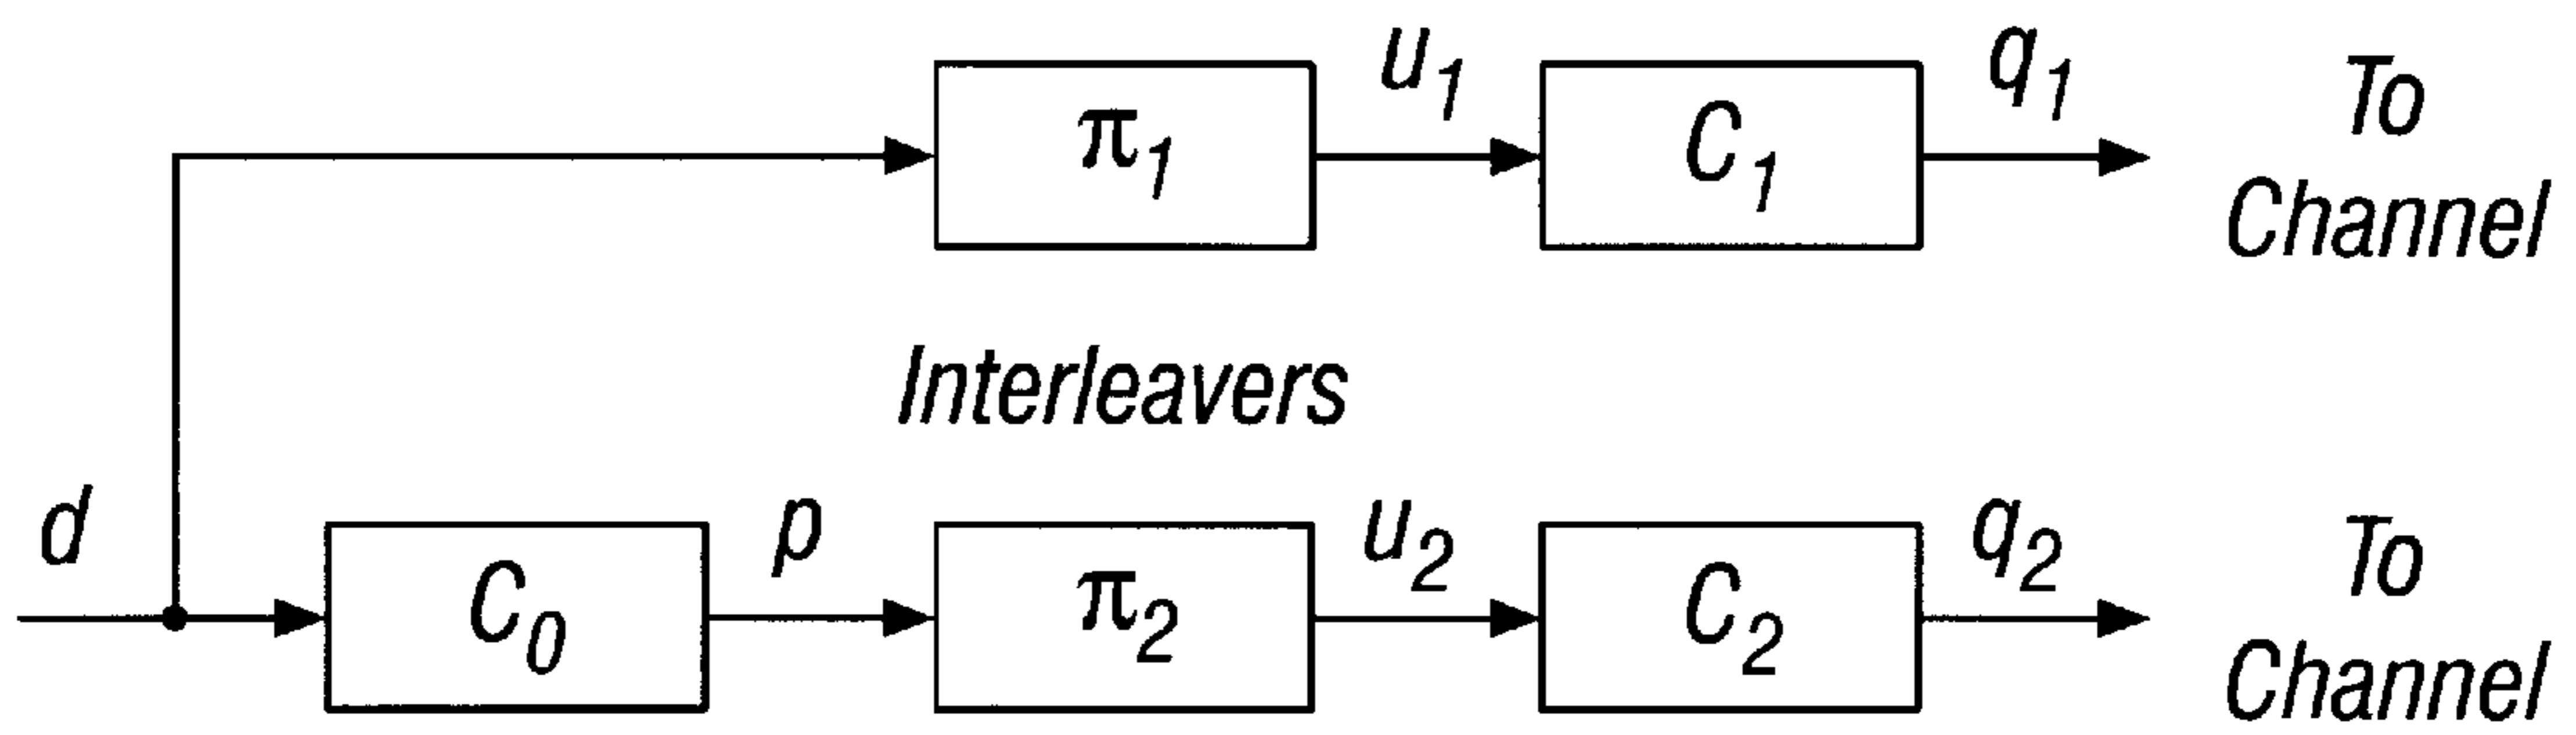 π₁ u₁ C₁ q₁ To
Channel
Interleavers
d C₀ p π₂ u₂ C₂ q₂ To
Channel